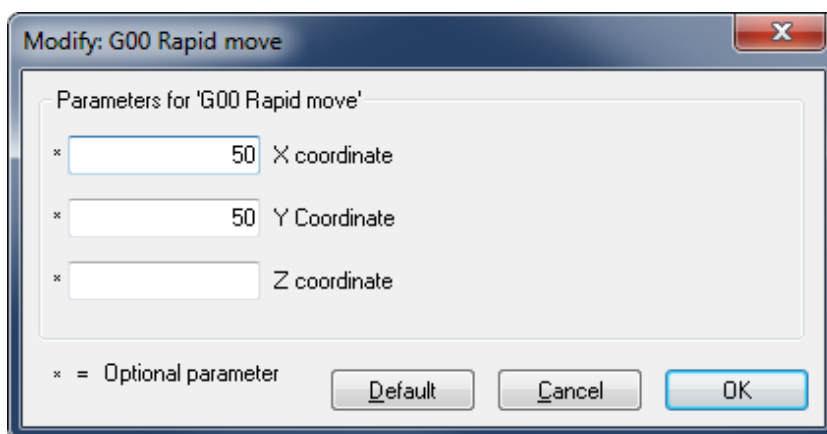 Modify: G00 Rapid move
Parameters for 'G00 Rapid move'
* 50 X coordinate
* 50 Y Coordinate
* Z coordinate
* = Optional parameter Default Cancel OK